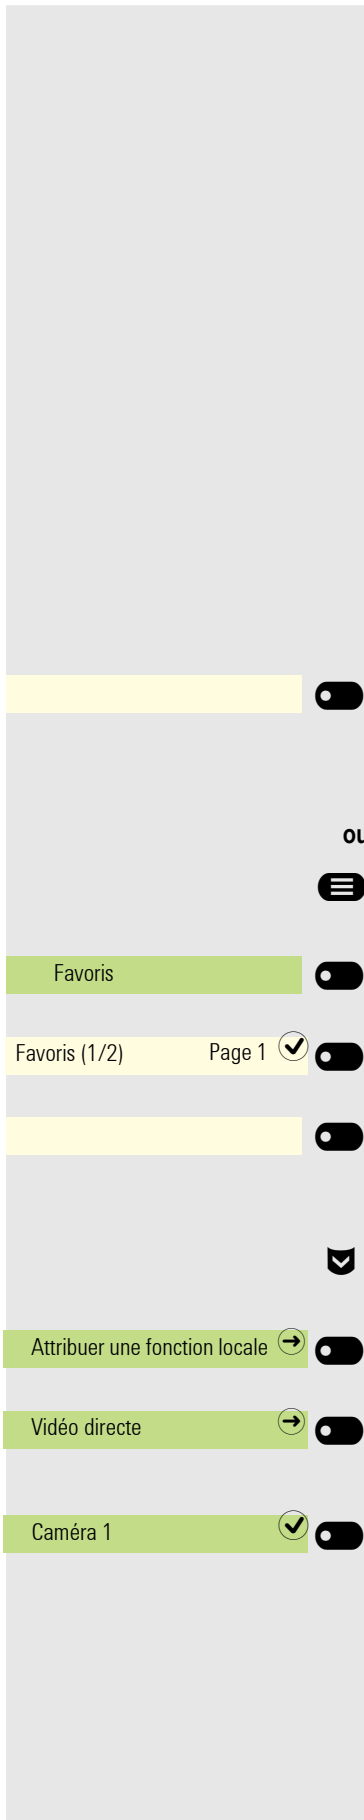 ou
Favoris
Favoris (1/2) Page 1
Attribuer une fonction locale
Vidéo directe
Caméra 1